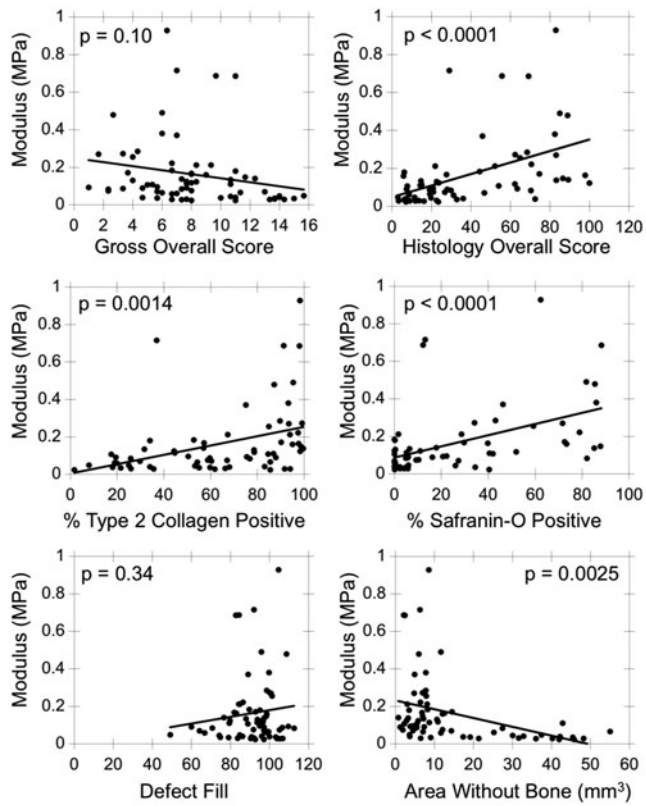 p = 0.10
Modulus (MPa)
1
0.8
0.6
0.4
0.2
0
0 2 4 6 8 10 12 14 16
Gross Overall Score
p < 0.0001
Modulus (MPa)
1
0.8
0.6
0.4
0.2
0
0 20 40 60 80 100 120
Histology Overall Score
p = 0.0014
Modulus (MPa)
1
0.8
0.6
0.4
0.2
0
0 20 40 60 80 100
% Type 2 Collagen Positive
p < 0.0001
Modulus (MPa)
1
0.8
0.6
0.4
0.2
0
0 20 40 60 80 100
% Safranin-O Positive
p = 0.34
Modulus (MPa)
1
0.8
0.6
0.4
0.2
0
0 20 40 60 80 100 120
Defect Fill
p = 0.0025
Modulus (MPa)
1
0.8
0.6
0.4
0.2
0
0 10 20 30 40 50 60
Area Without Bone (mm³)